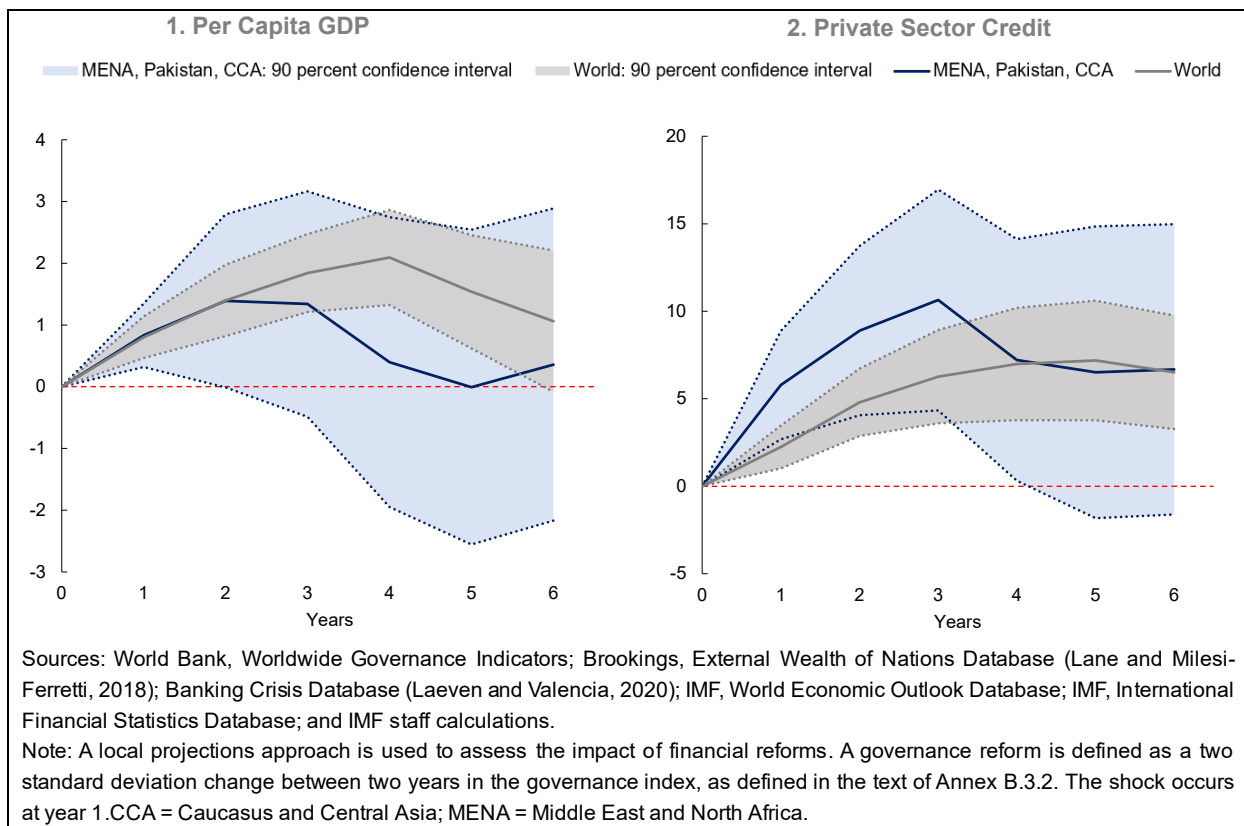 1. Per Capita GDP
2. Private Sector Credit
MENA, Pakistan, CCA: 90 percent confidence interval
World: 90 percent confidence interval
MENA, Pakistan, CCA
World
4
3
2
1
0
-1
-2
-3
0 1 2 3 4 5 6
Years
20
15
10
5
0
-5
0 1 2 3 4 5 6
Years
Sources: World Bank, Worldwide Governance Indicators; Brookings, External Wealth of Nations Database (Lane and Milesi-
Ferretti, 2018); Banking Crisis Database (Laeven and Valencia, 2020); IMF, World Economic Outlook Database; IMF, International
Financial Statistics Database; and IMF staff calculations.
Note: A local projections approach is used to assess the impact of financial reforms. A governance reform is defined as a two
standard deviation change between two years in the governance index, as defined in the text of Annex B.3.2. The shock occurs
at year 1.CCA = Caucasus and Central Asia; MENA = Middle East and North Africa.